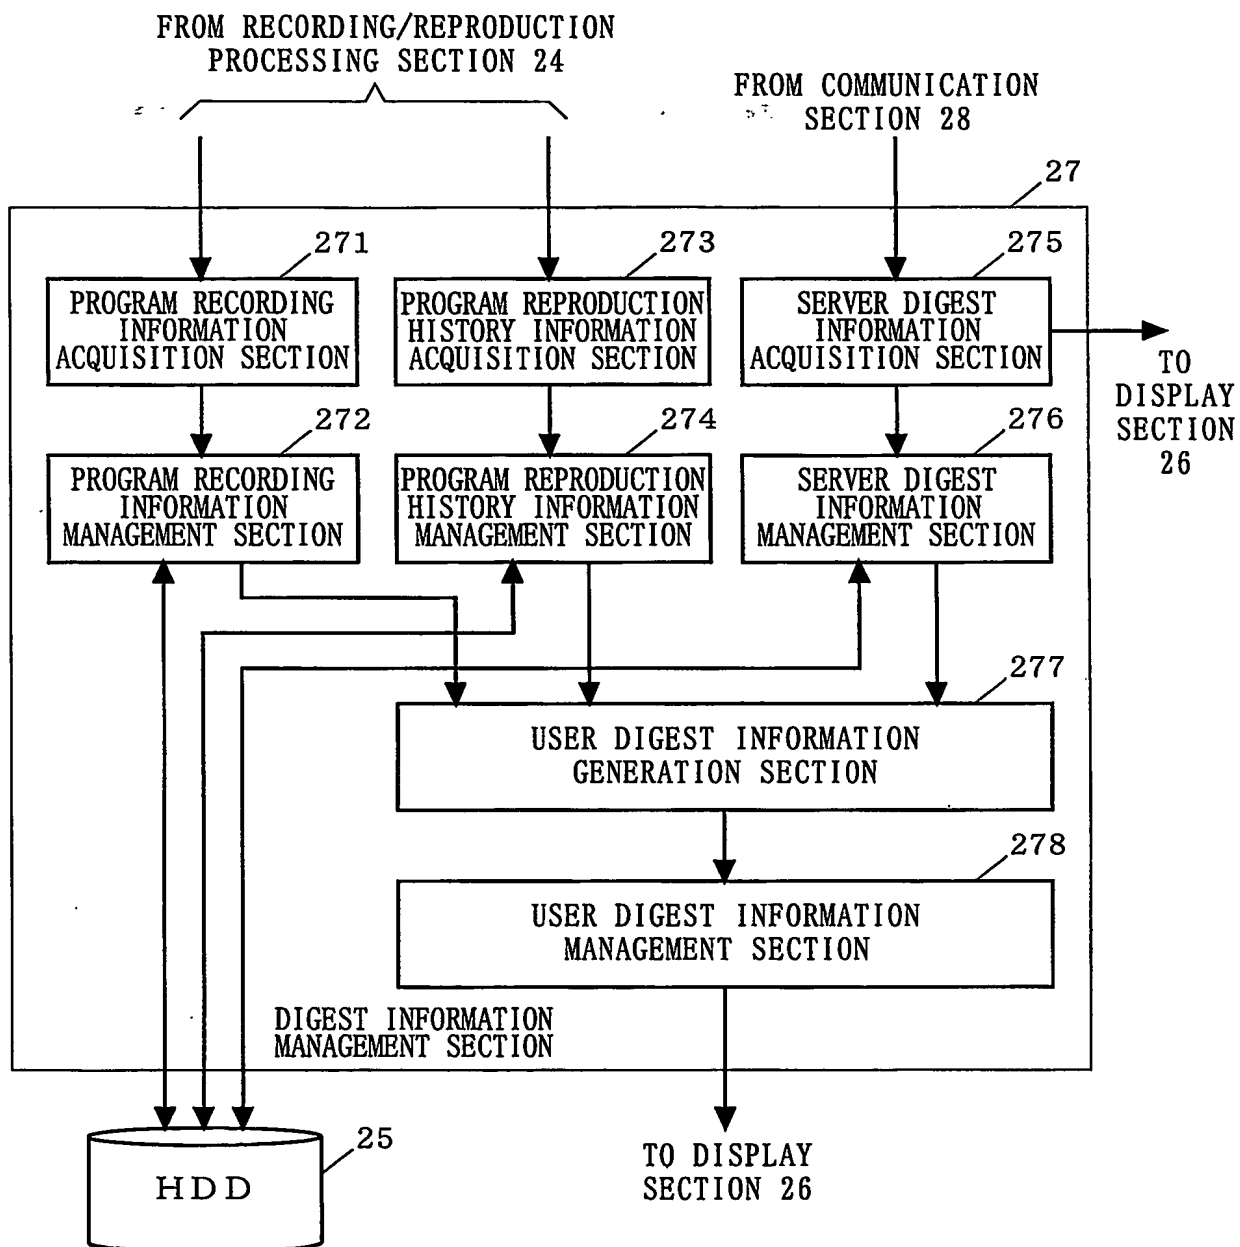 FROM RECORDING/REPRODUCTION
PROCESSING SECTION 24
FROM COMMUNICATION
SECTION 28
27
271
273
275
PROGRAM RECORDING
INFORMATION
ACQUISITION SECTION
PROGRAM REPRODUCTION
HISTORY INFORMATION
ACQUISITION SECTION
SERVER DIGEST
INFORMATION
ACQUISITION SECTION
TO
DISPLAY
SECTION
26
272
274
276
PROGRAM RECORDING
INFORMATION
MANAGEMENT SECTION
PROGRAM REPRODUCTION
HISTORY INFORMATION
MANAGEMENT SECTION
SERVER DIGEST
INFORMATION
MANAGEMENT SECTION
277
USER DIGEST INFORMATION
GENERATION SECTION
278
USER DIGEST INFORMATION
MANAGEMENT SECTION
DIGEST INFORMATION
MANAGEMENT SECTION
25
HDD
TO DISPLAY
SECTION 26